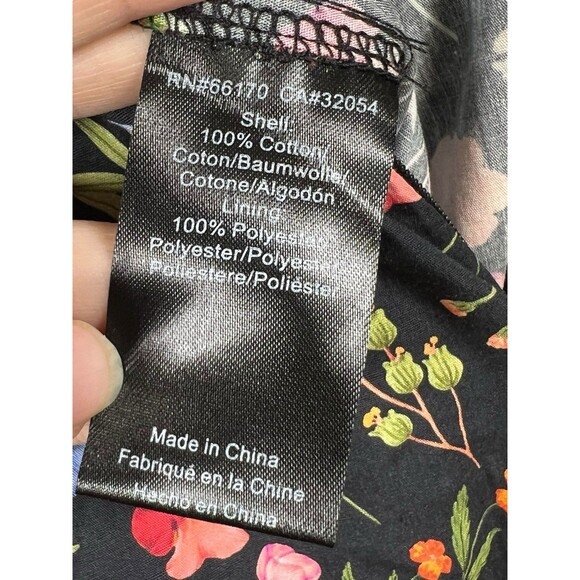 RN#66170 CA#32054
Shell:
100% Cotton/
Coton/Baumwolle/
Cotone/Algodón
Lining:
100% Polyester/
Polyester/Polyester/
Poliestere/Poliéster
Made in China
Fabriqué en la Chine
Hecho en China